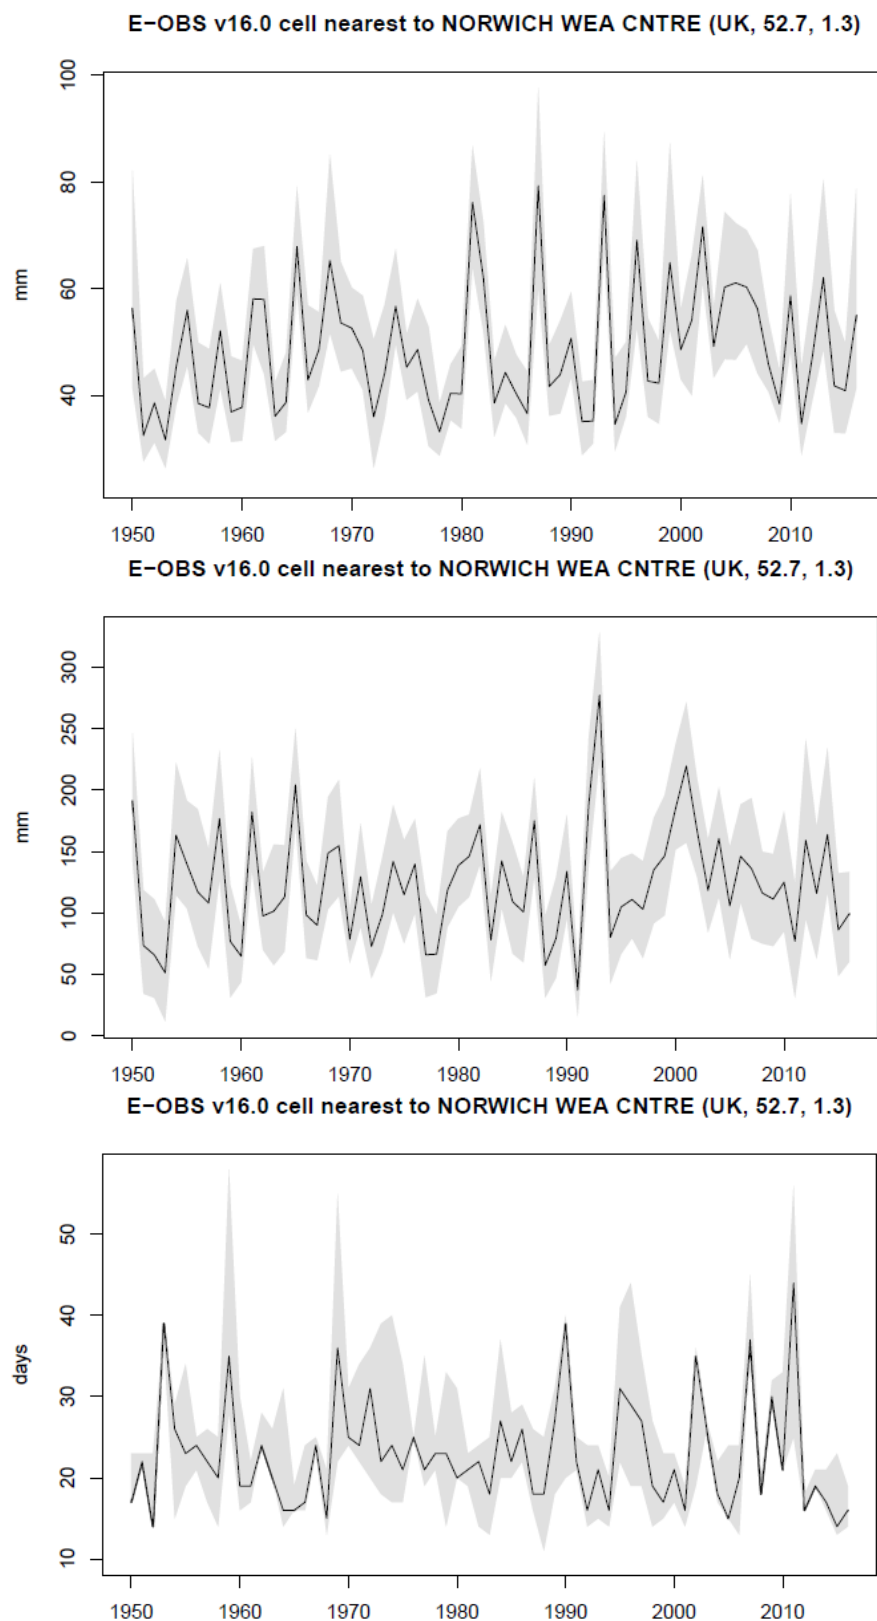 E−OBS v16.0 cell nearest to NORWICH WEA CNTRE (UK, 52.7, 1.3)
100
80
60
40
mm
1950 1960 1970 1980 1990 2000 2010
E−OBS v16.0 cell nearest to NORWICH WEA CNTRE (UK, 52.7, 1.3)
300
250
200
150
100
50
0
mm
1950 1960 1970 1980 1990 2000 2010
E−OBS v16.0 cell nearest to NORWICH WEA CNTRE (UK, 52.7, 1.3)
50
40
30
20
10
days
1950 1960 1970 1980 1990 2000 2010